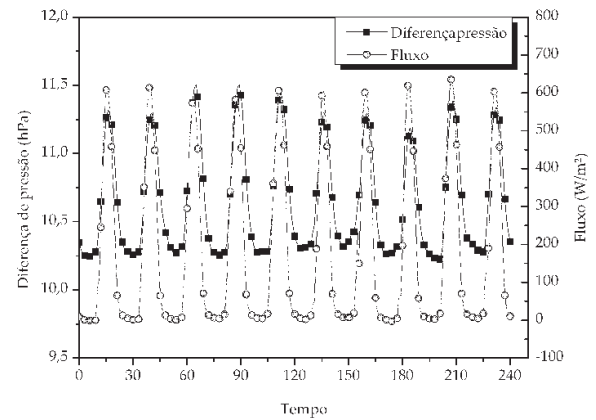 12,0
11,5
11,0
10,5
10,0
9,5
Diferença de pressão (hPa)
Diferençapressão
Fluxo
800
700
600
500
400
300
200
100
0
-100
Fluxo (W/m²)
0 30 60 90 120 150 180 210 240
Tempo